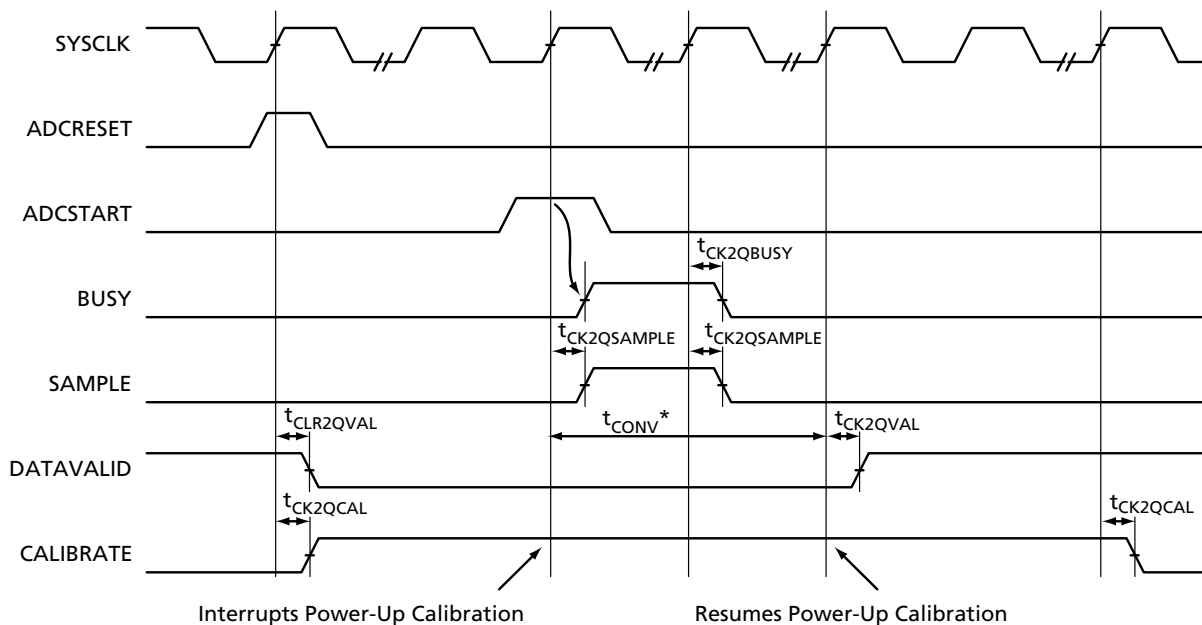 SYSCLK
ADCRESET
ADCSTART
tCK2QBUSY
BUSY
tCK2QSAMPLE tCK2QSAMPLE
SAMPLE
tCLR2QVAL tCONV* tCK2QVAL
DATAVALID
tCK2QCAL tCK2QCAL
CALIBRATE
Interrupts Power-Up Calibration Resumes Power-Up Calibration